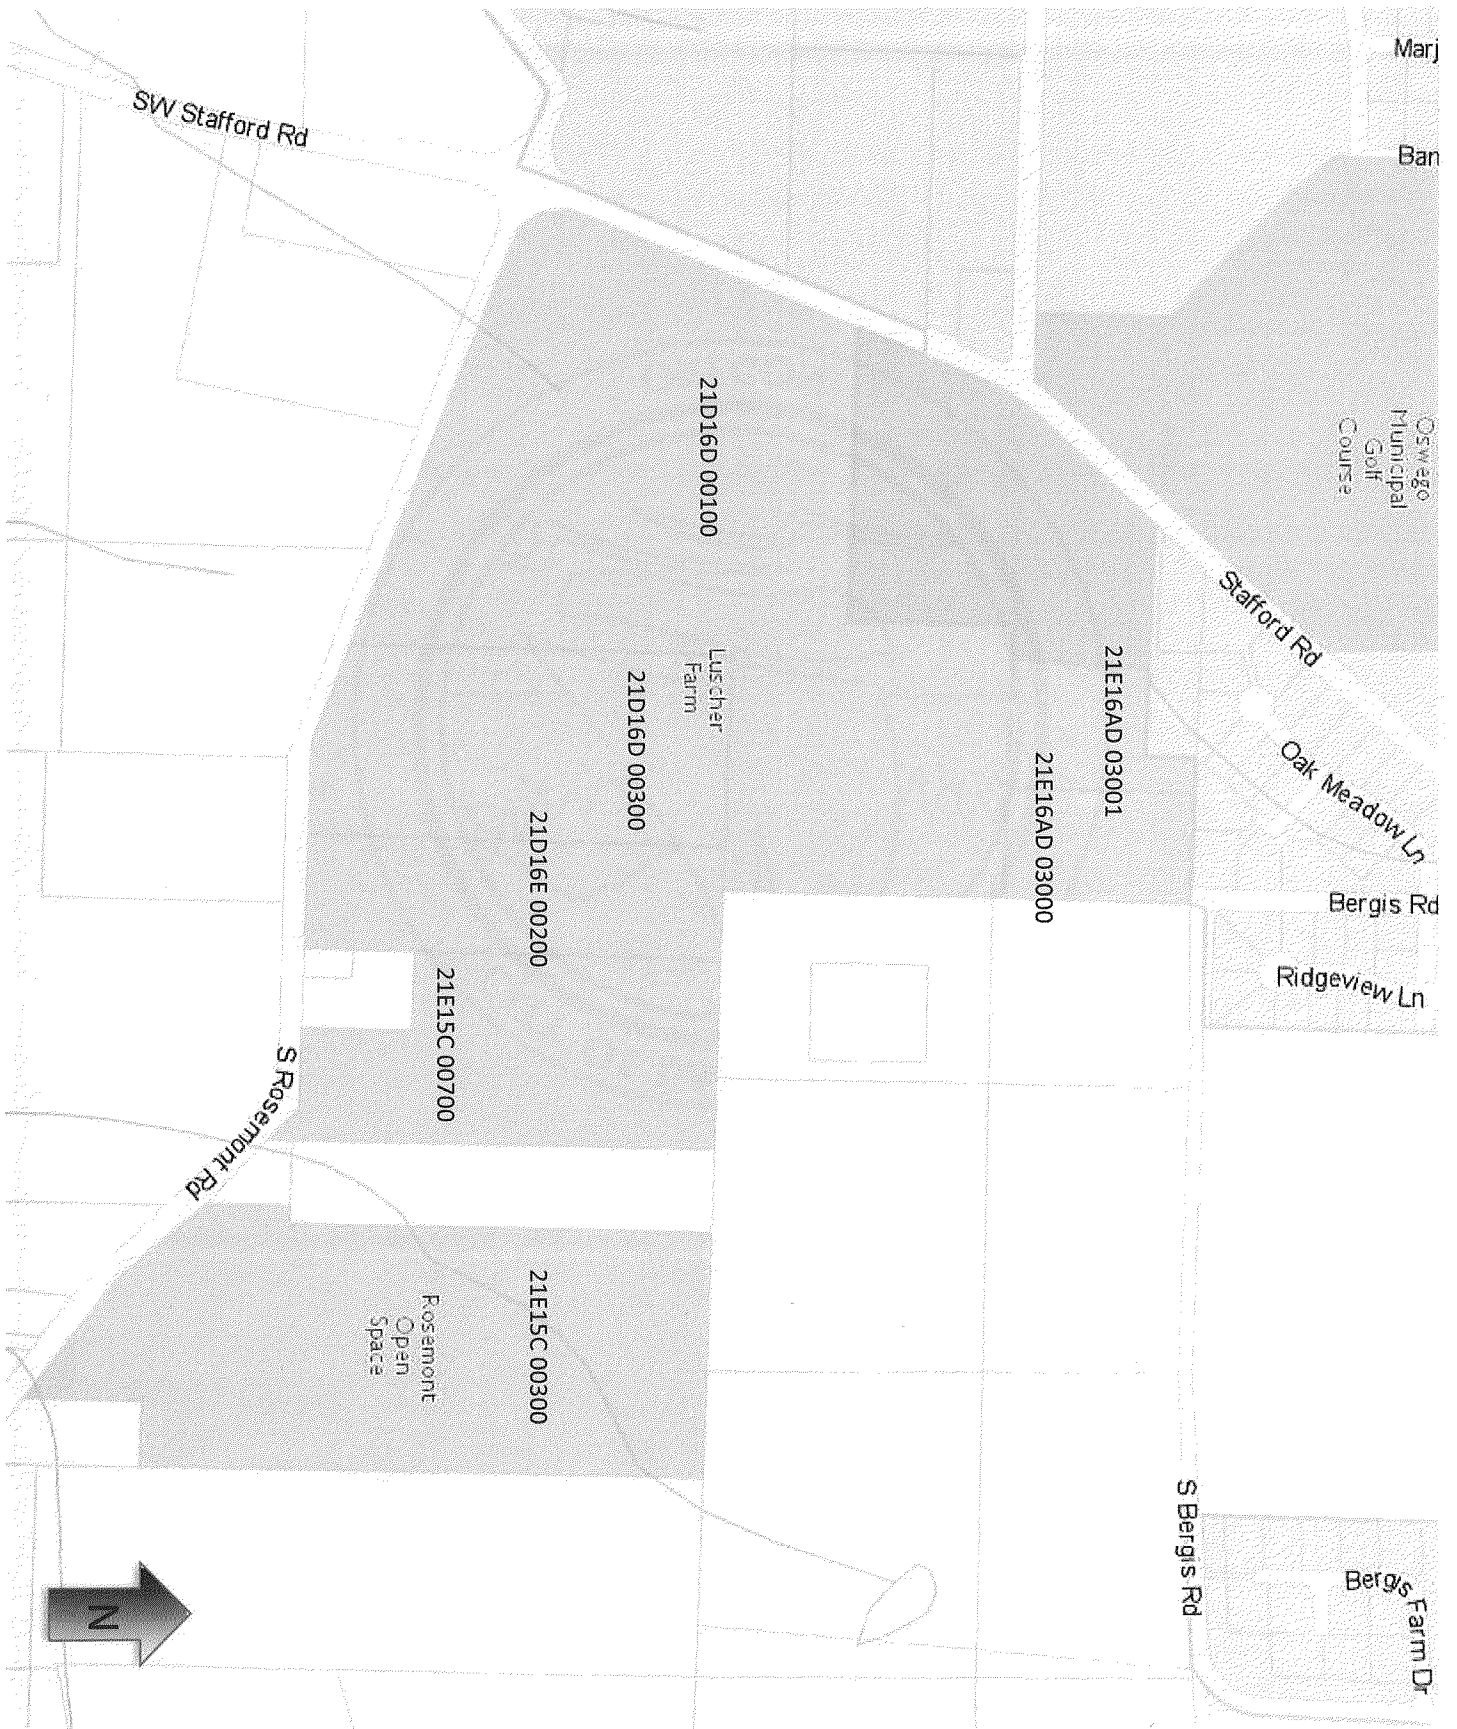 Marj
Ban
SW Stafford Rd
Oswego
Municipal
Golf
Course
21D16D 00100
Stafford Rd
21E16AD 03001
Luscher
Farm
21D16D 00300
21E16AD 03000
Oak Meadow Ln
21D16E 00200
Bergis Rd
Ridgeview Ln
21E15C 00700
S Rosemont Rd
21E15C 00300
Rosemont
Open
Space
S Bergis Rd
Bergis Farm Dr
N